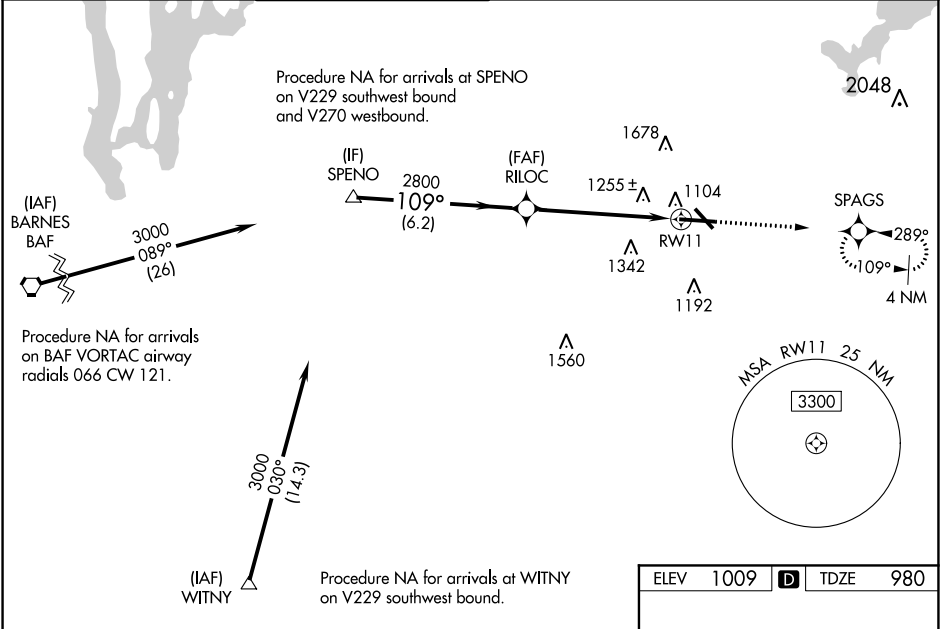 Procedure NA for arrivals at SPENO
on V229 southwest bound
and V270 westbound.
2048
1678
(IF)
SPENO
2800
109°
(6.2)
(FAF)
RILOC
1255 ±
1104
RW11
1342
1192
1560
SPAGS
289°
109°
4 NM
(IAF)
BARNES
BAF
3000
089°
(26)
Procedure NA for arrivals
on BAF VORTAC airway
radials 066 CW 121.
MSA RW11 25 NM
3300
3000
030°
(14.3)
(IAF)
WITNY
Procedure NA for arrivals at WITNY
on V229 southwest bound.
ELEV 1009 D TDZE 980